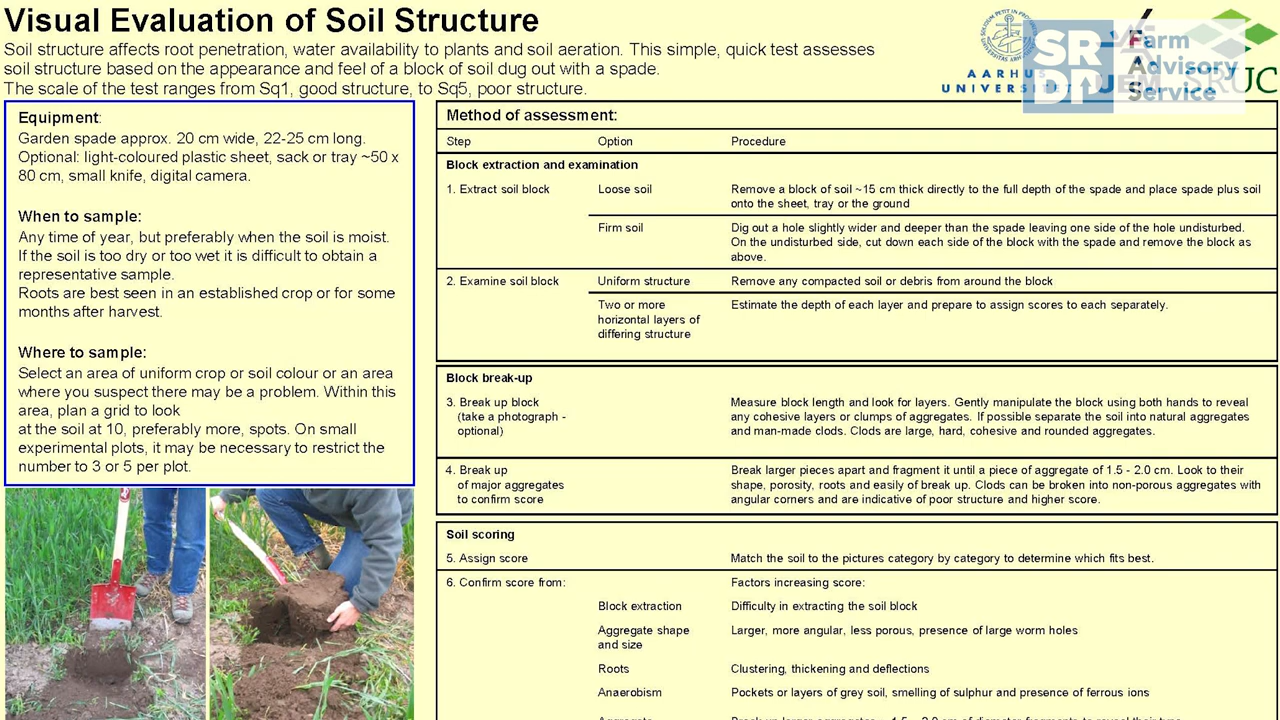 Visual Evaluation of Soil Structure
Soil structure affects root penetration, water availability to plants and soil aeration. This simple, quick test assesses
soil structure based on the appearance and feel of a block of soil dug out with a spade.
The scale of the test ranges from Sq1, good structure, to Sq5, poor structure.
AARHUS
UNIVERSITET
SRUC
SR
DP
Farm
Advisory
Service
Equipment:
Garden spade approx. 20 cm wide, 22-25 cm long.
Optional: light-coloured plastic sheet, sack or tray ~50 x
80 cm, small knife, digital camera.
When to sample:
Any time of year, but preferably when the soil is moist.
If the soil is too dry or too wet it is difficult to obtain a
representative sample.
Roots are best seen in an established crop or for some
months after harvest.
Where to sample:
Select an area of uniform crop or soil colour or an area
where you suspect there may be a problem. Within this
area, plan a grid to look
at the soil at 10, preferably more, spots. On small
experimental plots, it may be necessary to restrict the
number to 3 or 5 per plot.
Method of assessment:
Step Option Procedure
Block extraction and examination
1. Extract soil block Loose soil Remove a block of soil ~15 cm thick directly to the full depth of the spade and place spade plus soil
onto the sheet, tray or the ground
Firm soil Dig out a hole slightly wider and deeper than the spade leaving one side of the hole undisturbed.
On the undisturbed side, cut down each side of the block with the spade and remove the block as
above.
2. Examine soil block Uniform structure Remove any compacted soil or debris from around the block
Two or more Estimate the depth of each layer and prepare to assign scores to each separately.
horizontal layers of
differing structure
Block break-up
3. Break up block Measure block length and look for layers. Gently manipulate the block using both hands to reveal
(take a photograph - any cohesive layers or clumps of aggregates. If possible separate the soil into natural aggregates
optional) and man-made clods. Clods are large, hard, cohesive and rounded aggregates.
4. Break up Break larger pieces apart and fragment it until a piece of aggregate of 1.5 - 2.0 cm. Look to their
of major aggregates shape, porosity, roots and easily of break up. Clods can be broken into non-porous aggregates with
to confirm score angular corners and are indicative of poor structure and higher score.
Soil scoring
5. Assign score Match the soil to the pictures category by category to determine which fits best.
6. Confirm score from: Factors increasing score:
Block extraction Difficulty in extracting the soil block
Aggregate shape Larger, more angular, less porous, presence of large worm holes
and size
Roots Clustering, thickening and deflections
Anaerobism Pockets or layers of grey soil, smelling of sulphur and presence of ferrous ions